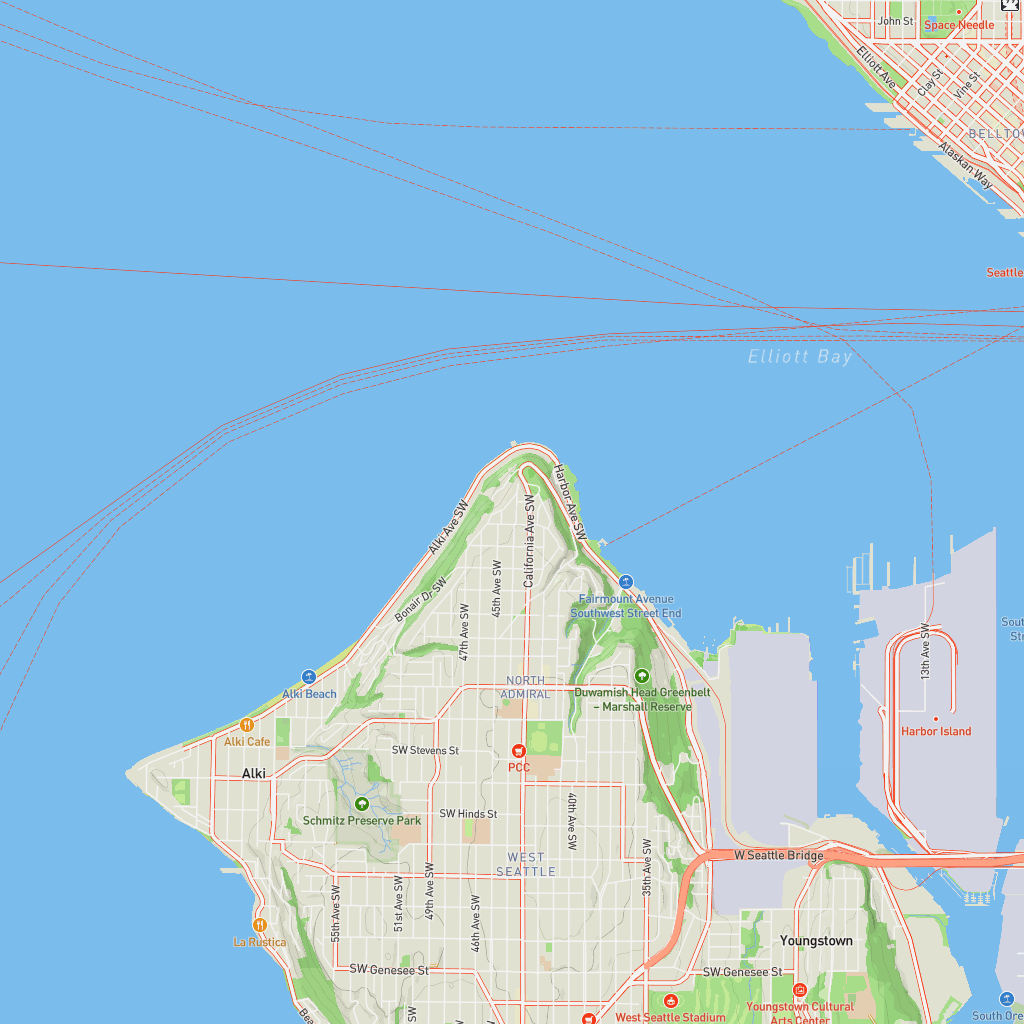 99
John St
Space Needle
Elliott Ave
Clay St
Vine St
BELLTO
Alaskan Way
Seattle
Elliott Bay
Harbor Ave SW
Alki Ave SW
California Ave SW
45th Ave SW
Bonair Dr SW
47th Ave SW
Fairmount Avenue
Southwest Street End
Sout
Str
13th Ave SW
NORTH
ADMIRAL
Alki Beach
Duwamish Head Greenbelt
– Marshall Reserve
Harbor Island
Alki Cafe
SW Stevens St
PCC
Alki
Schmitz Preserve Park
SW Hinds St
40th Ave SW
W Seattle Bridge
WEST
SEATTLE
35th Ave SW
55th Ave SW
51st Ave SW
49th Ave SW
46th Ave SW
La Rustica
Youngstown
SW Genesee St
SW Genesee St
Youngstown Cultural
Arts Center
West Seattle Stadium
South Ore
Bea